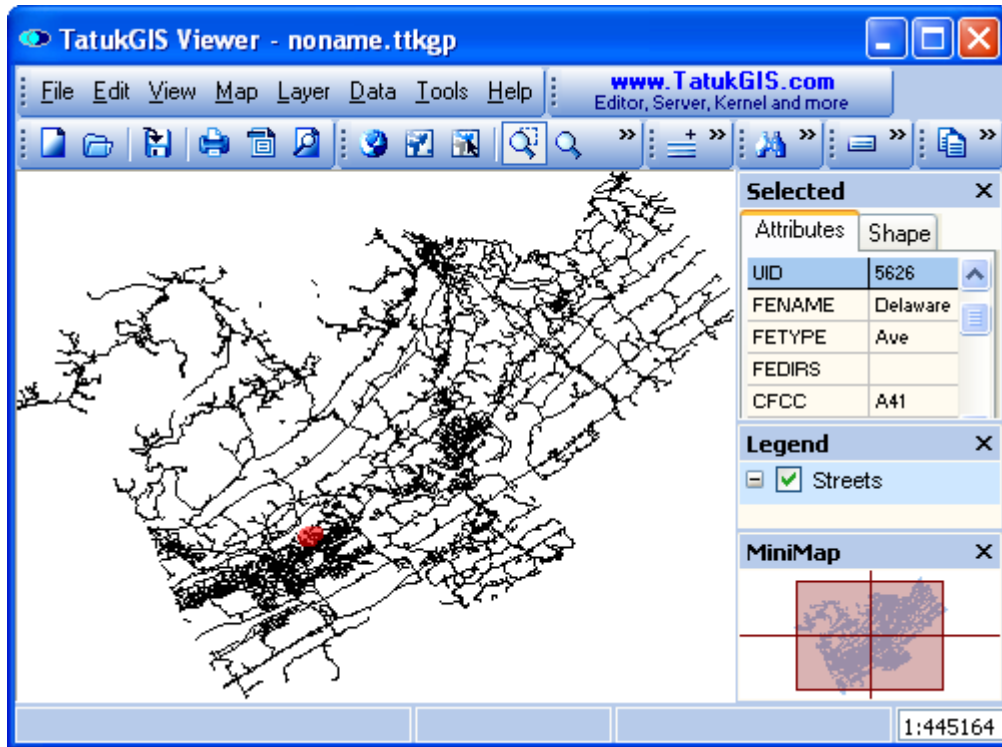 TatukGIS Viewer - noname.ttkgp
File Edit View Map Layer Data Tools Help
www.TatukGIS.com
Editor, Server, Kernel and more
Selected
Attributes Shape
UID 5626
FENAME Delaware
FETYPE Ave
FEDIRS
CFCC A41
Legend
Streets
MiniMap
1:445164